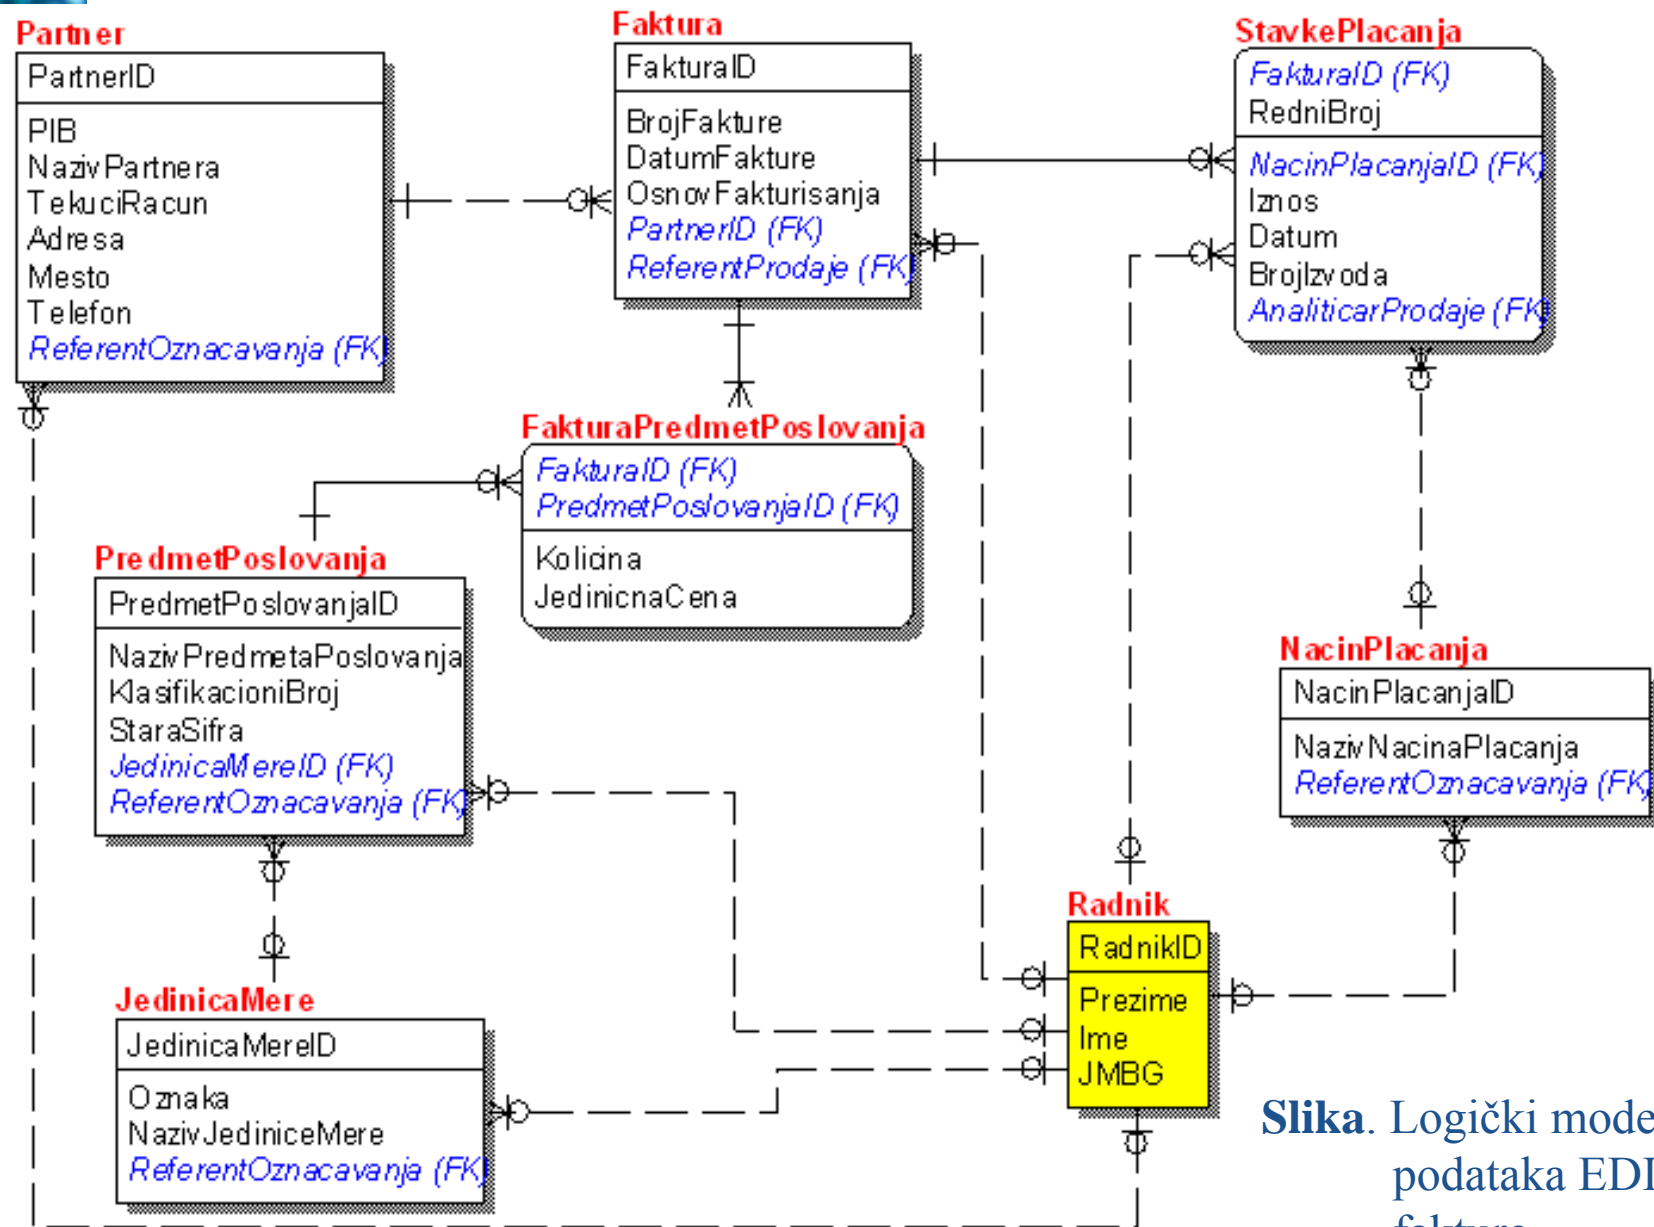 Partner
PartnerID
PIB
NazivPartnera
TekuciRacun
Adresa
Mesto
Telefon
ReferentOznacavanja (FK)
Faktura
FakturaID
BrojFakture
DatumFakture
OsnovFakturisanja
PartnerID (FK)
ReferentProdaje (FK)
StavkePlacanja
FakturaID (FK)
RedniBroj
NacinPlacanjaID (FK)
Iznos
Datum
BrojIzvoda
AnaliticarProdaje (FK)
FakturaPredmetPoslovanja
FakturaID (FK)
PredmetPoslovanjaID (FK)
Kolicina
JedinicnaCena
PredmetPoslovanja
PredmetPoslovanjaID
NazivPredmetaPoslovanja
KlasifikacioniBroj
StaraSifra
JedinicaMereID (FK)
ReferentOznacavanja (FK)
NacinPlacanja
NacinPlacanjaID
NazivNacinaPlacanja
ReferentOznacavanja (FK)
Radnik
RadnikID
Prezime
Ime
JMBG
JedinicaMere
JedinicaMereID
Oznaka
NazivJediniceMere
ReferentOznacavanja (FK)
Slika. Logički mode
podataka EDI